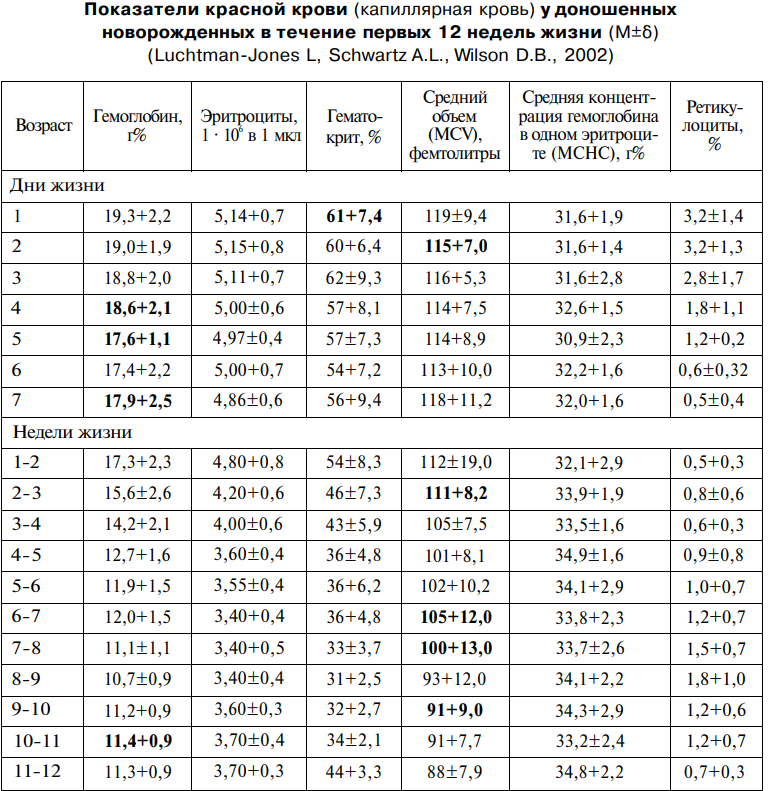 Показатели красной крови (капиллярная кровь) у доношенных
новорожденных в течение первых 12 недель жизни (М±δ)
(Luchtman-Jones L, Schwartz A.L., Wilson D.B., 2002)
Возраст | Гемоглобин, г% | Эритроциты, 1 · 10⁶ в 1 мкл | Гемато-крит, % | Средний объем (MCV), фемтолитры | Средняя концент-рация гемоглобина в одном эритроци-те (МСНС), г% | Ретику-лоциты, %
Дни жизни
1 19,3+2,2 5,14+0,7 61+7,4 119±9,4 31,6+1,9 3,2±1,4
2 19,0±1,9 5,15+0,8 60+6,4 115+7,0 31,6+1,4 3,2+1,3
3 18,8+2,0 5,11+0,7 62±9,3 116+5,3 31,6±2,8 2,8±1,7
4 18,6+2,1 5,00±0,6 57+8,1 114+7,5 32,6+1,5 1,8+1,1
5 17,6+1,1 4,97±0,4 57±7,3 114+8,9 30,9±2,3 1,2+0,2
6 17,4+2,2 5,00+0,7 54+7,2 113+10,0 32,2+1,6 0,6±0,32
7 17,9+2,5 4,86±0,6 56+9,4 118+11,2 32,0+1,6 0,5±0,4
Недели жизни
1-2 17,3+2,3 4,80+0,8 54±8,3 112±19,0 32,1+2,9 0,5+0,3
2-3 15,6±2,6 4,20+0,6 46±7,3 111+8,2 33,9+1,9 0,8±0,6
3-4 14,2+2,1 4,00±0,6 43±5,9 105±7,5 33,5±1,6 0,6+0,3
4-5 12,7+1,6 3,60±0,4 36±4,8 101+8,1 34,9±1,6 0,9±0,8
5-6 11,9+1,5 3,55±0,4 36+6,2 102+10,2 34,1+2,9 1,0+0,7
6-7 12,0+1,5 3,40+0,4 36+4,8 105+12,0 33,8+2,3 1,2+0,7
7-8 11,1±1,1 3,40+0,5 33±3,7 100+13,0 33,7±2,6 1,5+0,7
8-9 10,7±0,9 3,40±0,4 31+2,5 93+12,0 34,1+2,2 1,8+1,0
9-10 11,2+0,9 3,60±0,3 32+2,7 91+9,0 34,3+2,9 1,2+0,6
10-11 11,4+0,9 3,70±0,4 34±2,1 91+7,7 33,2±2,4 1,2+0,7
11-12 11,3+0,9 3,70+0,3 44+3,3 88±7,9 34,8+2,2 0,7+0,3